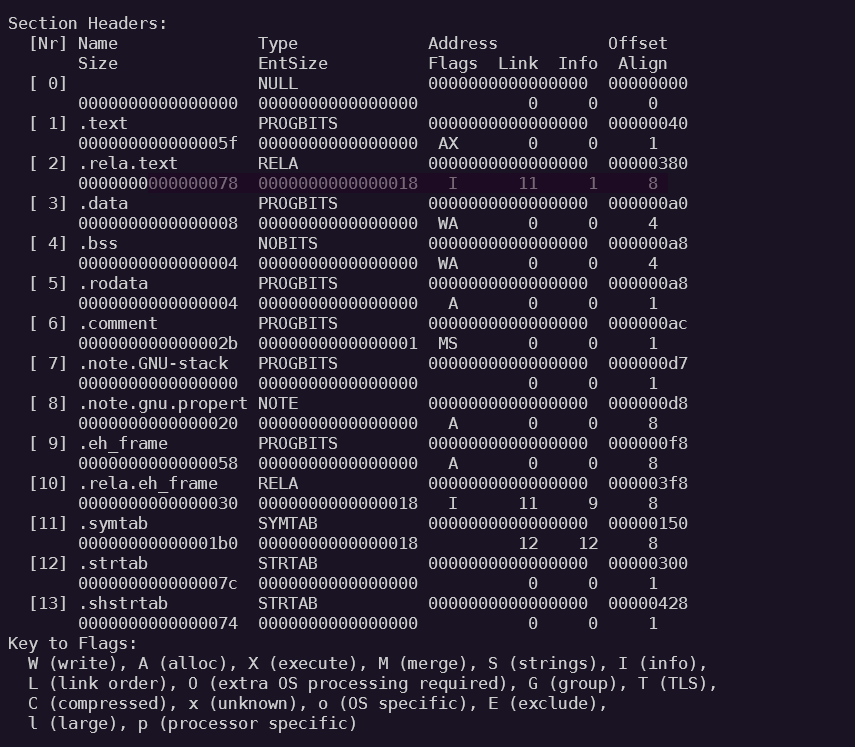 Section Headers:
  [Nr] Name              Type             Address           Offset
       Size              EntSize          Flags  Link  Info  Align
  [ 0]                   NULL             0000000000000000  00000000
       0000000000000000  0000000000000000           0     0     0
  [ 1] .text             PROGBITS         0000000000000000  00000040
       000000000000005f  0000000000000000  AX       0     0     1
  [ 2] .rela.text        RELA             0000000000000000  00000380
       0000000000000078  0000000000000018   I      11     1     8
  [ 3] .data             PROGBITS         0000000000000000  000000a0
       0000000000000008  0000000000000000  WA       0     0     4
  [ 4] .bss              NOBITS           0000000000000000  000000a8
       0000000000000004  0000000000000000  WA       0     0     4
  [ 5] .rodata           PROGBITS         0000000000000000  000000a8
       0000000000000004  0000000000000000   A       0     0     1
  [ 6] .comment          PROGBITS         0000000000000000  000000ac
       000000000000002b  0000000000000001  MS       0     0     1
  [ 7] .note.GNU-stack   PROGBITS         0000000000000000  000000d7
       0000000000000000  0000000000000000           0     0     1
  [ 8] .note.gnu.propert NOTE             0000000000000000  000000d8
       0000000000000020  0000000000000000   A       0     0     8
  [ 9] .eh_frame         PROGBITS         0000000000000000  000000f8
       0000000000000058  0000000000000000   A       0     0     8
  [10] .rela.eh_frame    RELA             0000000000000000  000003f8
       0000000000000030  0000000000000018   I      11     9     8
  [11] .symtab           SYMTAB           0000000000000000  00000150
       00000000000001b0  0000000000000018          12    12     8
  [12] .strtab           STRTAB           0000000000000000  00000300
       000000000000007c  0000000000000000           0     0     1
  [13] .shstrtab         STRTAB           0000000000000000  00000428
       0000000000000074  0000000000000000           0     0     1
Key to Flags:
  W (write), A (alloc), X (execute), M (merge), S (strings), I (info),
  L (link order), O (extra OS processing required), G (group), T (TLS),
  C (compressed), x (unknown), o (OS specific), E (exclude),
  l (large), p (processor specific)